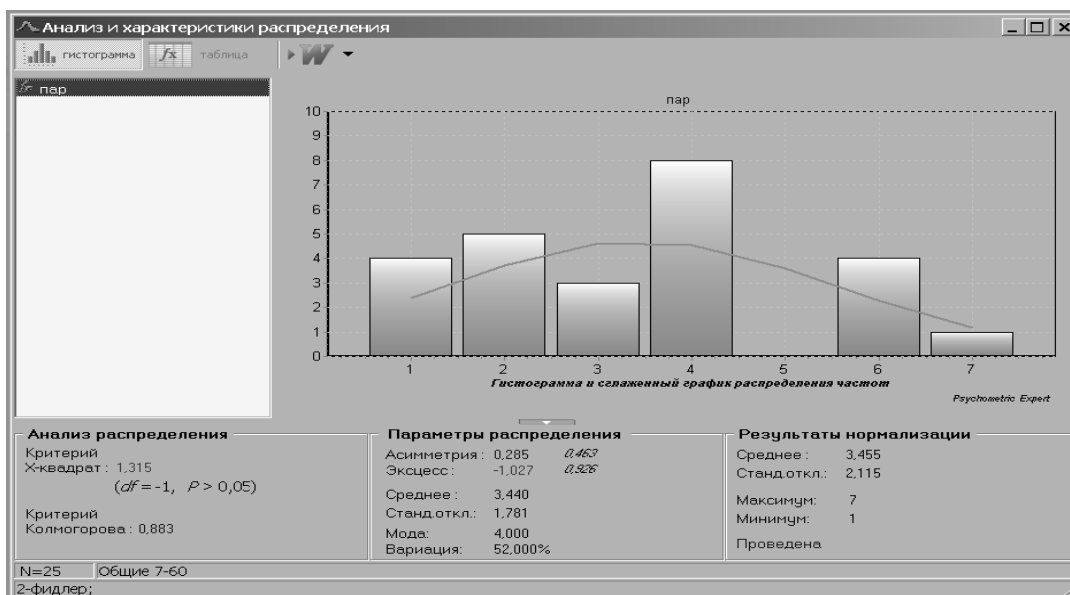 Анализ и характеристики распределения
гистограмма fx таблица W
fx пар
пар
10
9
8
7
6
5
4
3
2
1
0
1 2 3 4 5 6 7
Гистограмма и сглаженный график распределения частот
Psychometric Expert
Анализ распределения
Критерий
Х-квадрат : 1,315
(df = -1, P > 0,05)
Критерий
Колмогорова : 0,883
Параметры распределения
Асимметрия : 0,285 0,463
Эксцесс : -1,027 0,926
Среднее : 3,440
Станд.откл.: 1,781
Мода: 4,000
Вариация: 52,000%
Результаты нормализации
Среднее: 3,455
Станд.откл.: 2,115
Максимум: 7
Минимум: 1
Проведена
N=25 Общие 7-60
2-фидлер;